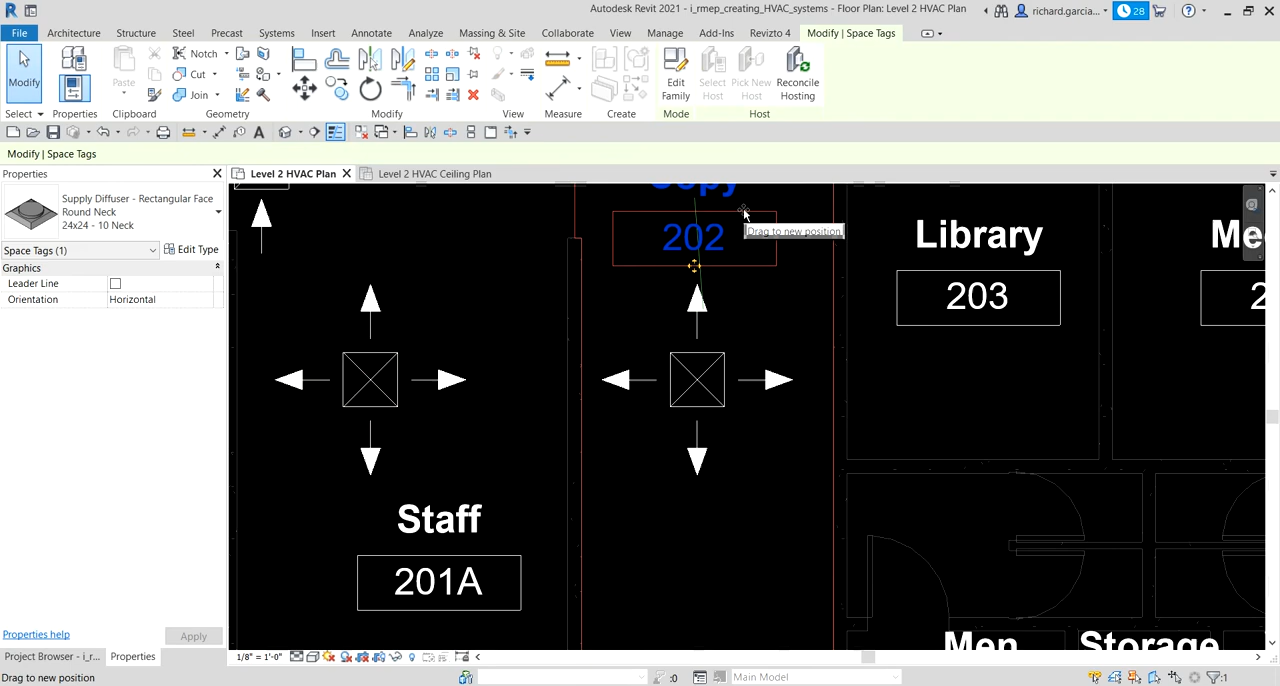 Autodesk Revit 2021 - i_rmep_creating_HVAC_systems - Floor Plan: Level 2 HVAC Plan
richard.garcia...
28
File Architecture Structure Steel Precast Systems Insert Annotate Analyze Massing & Site Collaborate View Manage Add-Ins Revizto 4 Modify | Space Tags
Modify
Paste
Notch
Cut
Join
Edit Family
Select Host
Pick New Host
Reconcile Hosting
Select Properties Clipboard Geometry Modify View Measure Create Mode Host
Modify | Space Tags
Properties
Level 2 HVAC Plan
Level 2 HVAC Ceiling Plan
Supply Diffuser - Rectangular Face
Round Neck
24x24 - 10 Neck
Space Tags (1)
Edit Type
Graphics
Leader Line
Orientation Horizontal
Properties help
Apply
Project Browser - i_r...
Properties
Copy
202
Drag to new position
Library
203
Me
2
Staff
201A
Men
Storage
1/8" = 1'-0"
Drag to new position
:0
Main Model
:1